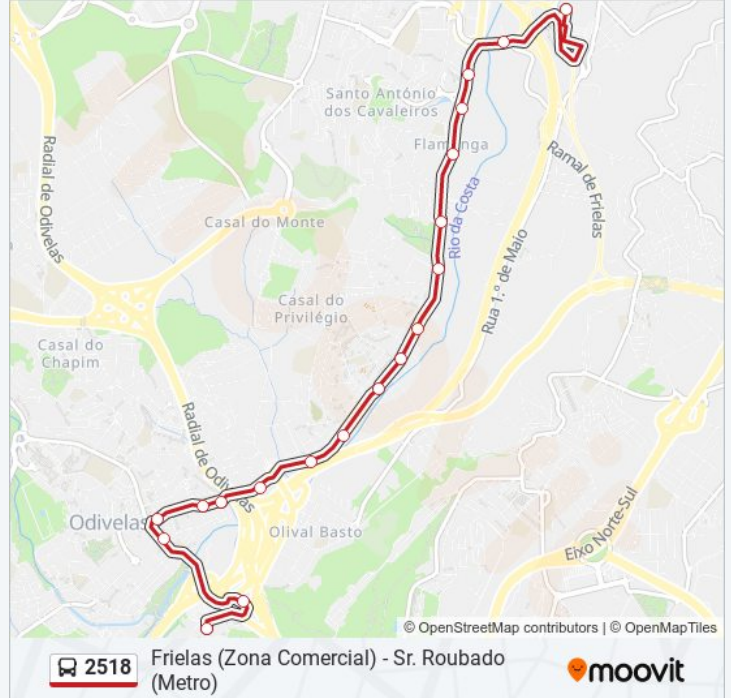 Santo António
dos Cavaleiros
Flamenga
Radial de Odivelas
Ramal de Frielas
Rio da Costa
Casal do Monte
Rua 1.º de Maio
Casal do
Privilégio
Casal do
Chapim
Radial de Odivelas
Odivelas
Olival Basto
Eixo Norte-Sul
© OpenStreetMap contributors | © OpenMapTiles
2518
Frielas (Zona Comercial) - Sr. Roubado
(Metro)
moovit